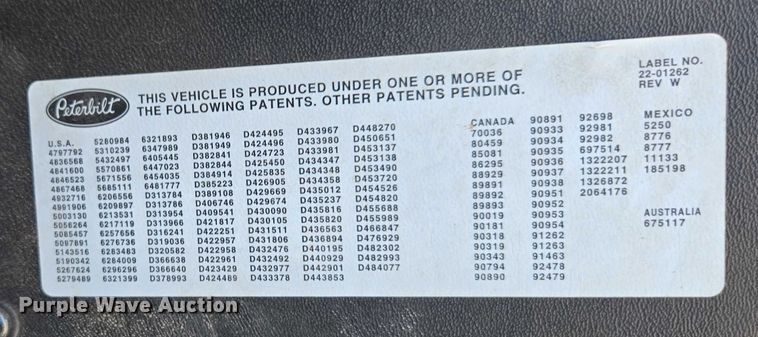 Peterbilt
THIS VEHICLE IS PRODUCED UNDER ONE OR MORE OF
THE FOLLOWING PATENTS. OTHER PATENTS PENDING.
LABEL NO.
22-01262
REV W
U.S.A. 5280984 6321893 D381946 D424495 D433967 D448270
4797792 5310239 6347989 D381949 D424496 D433980 D450651
4836568 5432497 6405445 D382841 D424723 D433981 D453137
4841600 5570861 6447023 D382844 D425450 D434347 D453138
4846523 5671556 6454035 D384914 D425835 D434348 D453490
4867468 5685111 6481777 D385223 D426905 D434358 D453720
4932716 6206556 D313784 D389108 D429669 D435012 D454526
4991906 6209897 D313786 D406746 D429674 D435237 D454820
5003130 6213531 D313954 D409541 D430090 D435816 D455688
5056264 6217119 D313966 D421817 D430105 D435820 D455989
5085457 6257656 D316241 D422251 D431511 D436563 D466847
5097891 6276736 D319036 D422957 D431806 D436894 D476929
5143516 6283483 D320582 D422958 D432476 D440195 D482302
5190342 6284009 D366638 D422961 D432492 D440929 D482993
5267624 6296296 D366640 D423429 D432977 D442901 D484077
5279489 6321399 D378993 D424489 D433378 D443853
CANADA 90891 92698
70036 90933 92981
80459 90934 92982
85081 90935 697514
86295 90936 1322207
88929 90937 1322211
89891 90938 1326872
89892 90951 2064176
89893 90952
90019 90953
90181 90954
90318 91262
90319 91263
90343 91463
90794 92478
90890 92479
MEXICO
5250
8776
8777
11133
185198
AUSTRALIA
675117
Purple Wave Auction